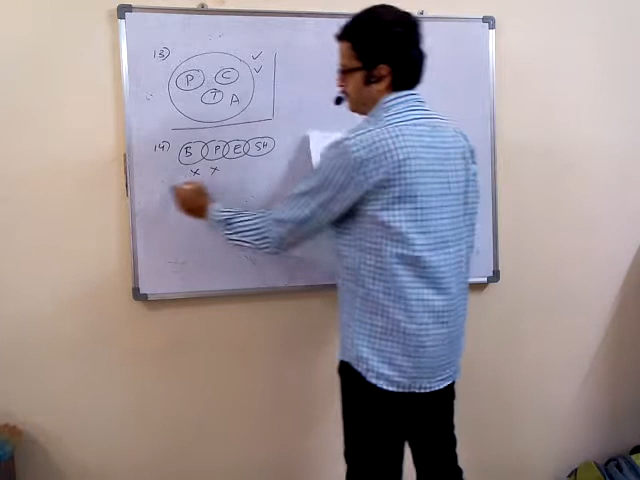 13)
✓
P C
✓
T A
14) B P E SH
x x